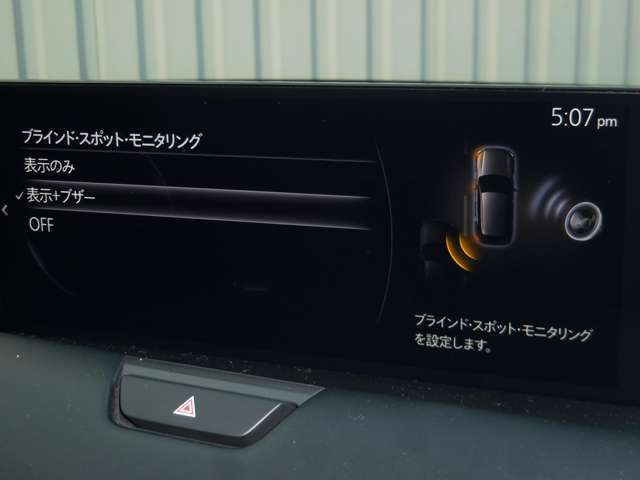 5:07 pm
ブラインド・スポット・モニタリング
表示のみ
✓表示+ブザー
OFF
ブラインド・スポット・モニタリング
を設定します。